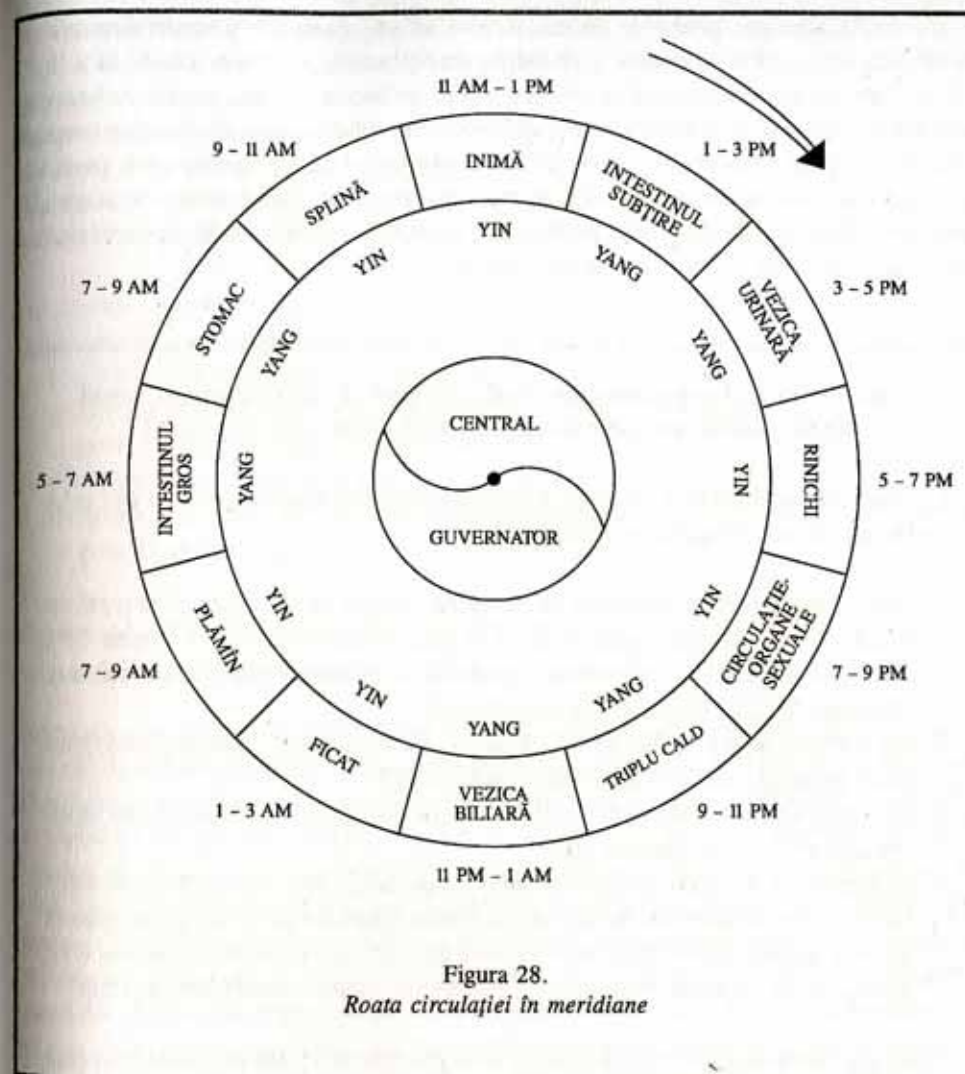 11 AM – 1 PM
1 – 3 PM
3 – 5 PM
5 – 7 PM
7 – 9 PM
9 – 11 PM
11 PM – 1 AM
1 – 3 AM
7 – 9 AM
5 – 7 AM
7 – 9 AM
9 – 11 AM
INIMĂ
INTESTINUL
SUBTIRE
VEZICA
URINARĂ
RINICHI
CIRCULAȚIE-
ORGANE
SEXUALE
TRIPLU CALD
VEZICA
BILIARĂ
FICAT
PLĂMÎN
INTESTINUL
GROS
STOMAC
SPLINĂ
YIN
YANG
YANG
YIN
YIN
YANG
YANG
YIN
YIN
YANG
YANG
YIN
CENTRAL
GUVERNATOR
Figura 28.
Roata circulației în meridiane